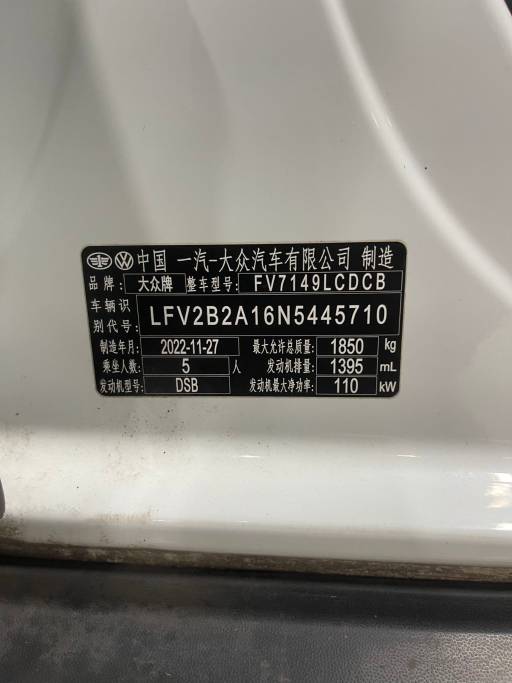 中国 一汽-大众汽车有限公司 制造
品牌: 大众牌 整车型号: FV7149LCDCB
车辆识别代号: LFV2B2A16N5445710
制造年月: 2022-11-27 最大允许总质量: 1850 kg
乘坐人数: 5 人 发动机排量: 1395 mL
发动机型号: DSB 发动机最大净功率: 110 kW